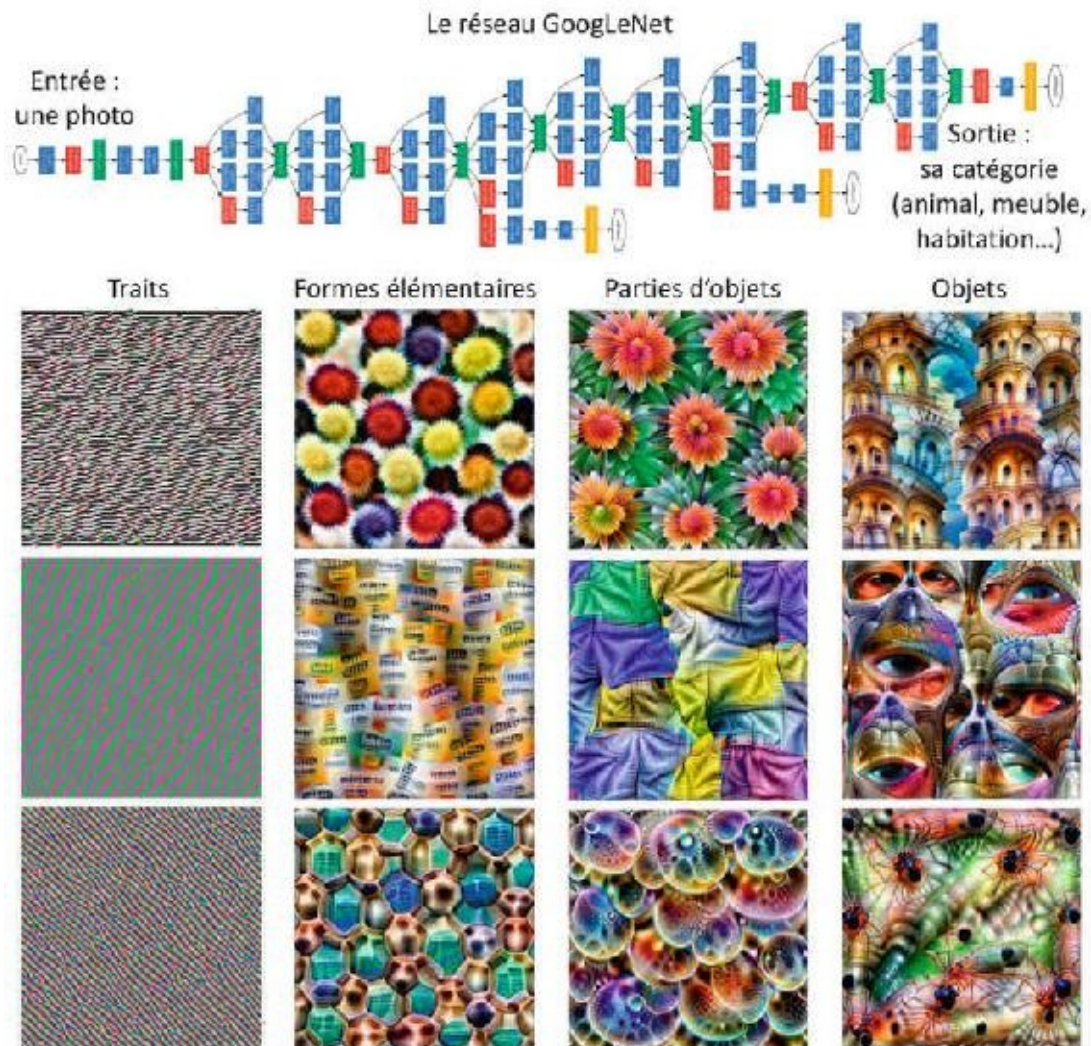 Le réseau GoogLeNet
Entrée :
une photo
Sortie :
sa catégorie
(animal, meuble,
habitation...)
Traits
Formes élémentaires
Parties d'objets
Objets